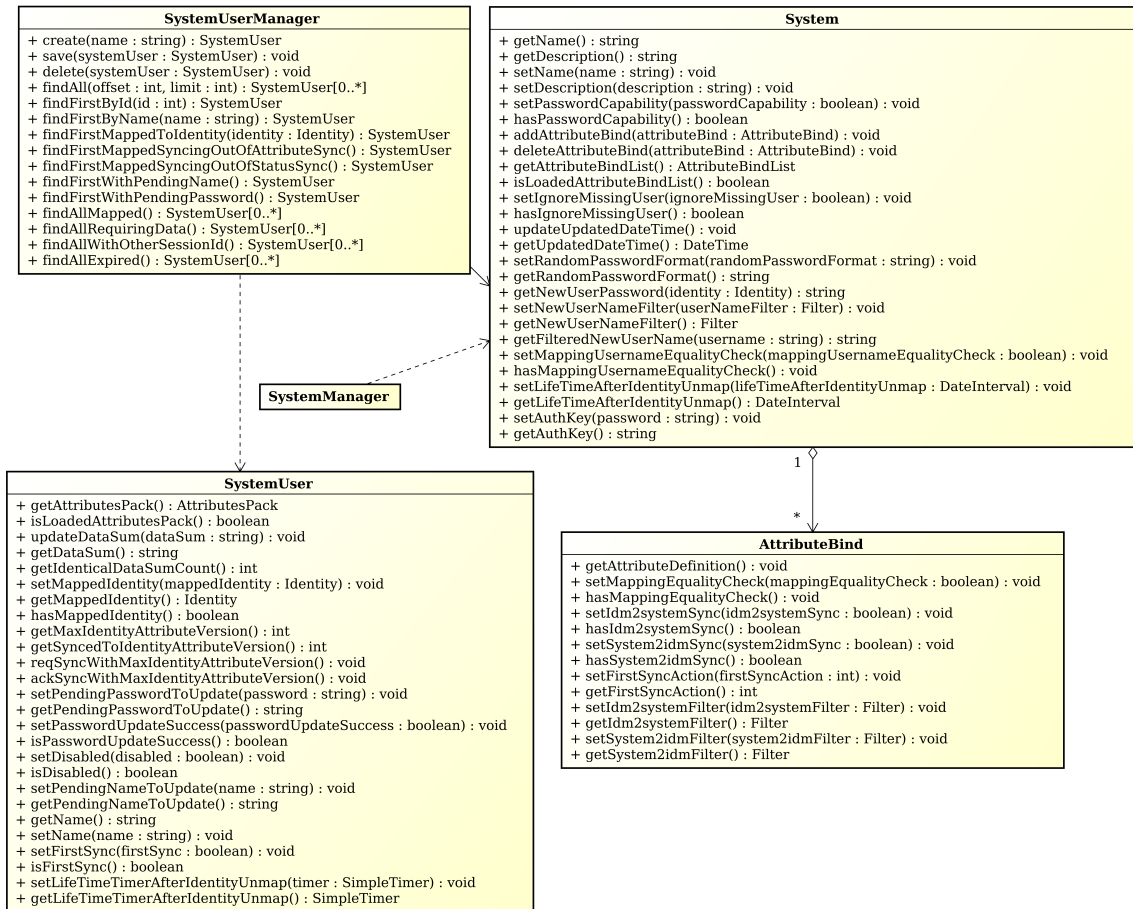 SystemUserManager
+ create(name : string) : SystemUser
+ save(systemUser : SystemUser) : void
+ delete(systemUser : SystemUser) : void
+ findAll(offset : int, limit : int) : SystemUser[0..*]
+ findFirstById(id : int) : SystemUser
+ findFirstByName(name : string) : SystemUser
+ findFirstMappedToIdentity(identity : Identity) : SystemUser
+ findFirstMappedSyncingOutOfAttributeSync() : SystemUser
+ findFirstMappedSyncingOutOfStatusSync() : SystemUser
+ findFirstWithPendingName() : SystemUser
+ findFirstWithPendingPassword() : SystemUser
+ findAllMapped() : SystemUser[0..*]
+ findAllRequiringData() : SystemUser[0..*]
+ findAllWithOtherSessionId() : SystemUser[0..*]
+ findAllExpired() : SystemUser[0..*]
System
+ getName() : string
+ getDescription() : string
+ setName(name : string) : void
+ setDescription(description : string) : void
+ setPasswordCapability(passwordCapability : boolean) : void
+ hasPasswordCapability() : boolean
+ addAttributeBind(attributeBind : AttributeBind) : void
+ deleteAttributeBind(attributeBind : AttributeBind) : void
+ getAttributeBindList() : AttributeBindList
+ isLoadedAttributeBindList() : boolean
+ setIgnoreMissingUser(ignoreMissingUser : boolean) : void
+ hasIgnoreMissingUser() : boolean
+ updateUpdatedDateTime() : void
+ getUpdatedDateTime() : DateTime
+ setRandomPasswordFormat(randomPasswordFormat : string) : void
+ getRandomPasswordFormat() : string
+ getNewUserPassword(identity : Identity) : string
+ setNewUserNameFilter(userNameFilter : Filter) : void
+ getNewUserNameFilter() : Filter
+ getFilteredNewUserName(username : string) : string
+ setMappingUsernameEqualityCheck(mappingUsernameEqualityCheck : boolean) : void
+ hasMappingUsernameEqualityCheck() : void
+ setLifeTimeAfterIdentityUnmap(lifeTimeAfterIdentityUnmap : DateInterval) : void
+ getLifeTimeAfterIdentityUnmap() : DateInterval
+ setAuthKey(password : string) : void
+ getAuthKey() : string
SystemManager
1
*
SystemUser
+ getAttributesPack() : AttributesPack
+ isLoadedAttributesPack() : boolean
+ updateDataSum(dataSum : string) : void
+ getDataSum() : string
+ getIdenticalDataSumCount() : int
+ setMappedIdentity(mappedIdentity : Identity) : void
+ getMappedIdentity() : Identity
+ hasMappedIdentity() : boolean
+ getMaxIdentityAttributeVersion() : int
+ getSyncedToIdentityAttributeVersion() : int
+ reqSyncWithMaxIdentityAttributeVersion() : void
+ ackSyncWithMaxIdentityAttributeVersion() : void
+ setPendingPasswordToUpdate(password : string) : void
+ getPendingPasswordToUpdate() : string
+ setPasswordUpdateSuccess(passwordUpdateSuccess : boolean) : void
+ isPasswordUpdateSuccess() : boolean
+ setDisabled(disabled : boolean) : void
+ isDisabled() : boolean
+ setPendingNameToUpdate(name : string) : void
+ getPendingNameToUpdate() : string
+ getName() : string
+ setName(name : string) : void
+ setFirstSync(firstSync : boolean) : void
+ isFirstSync() : boolean
+ setLifeTimeTimerAfterIdentityUnmap(timer : SimpleTimer) : void
+ getLifeTimeTimerAfterIdentityUnmap() : SimpleTimer
AttributeBind
+ getAttributeDefinition() : void
+ setMappingEqualityCheck(mappingEqualityCheck : boolean) : void
+ hasMappingEqualityCheck() : void
+ setIdm2systemSync(idm2systemSync : boolean) : void
+ hasIdm2systemSync() : boolean
+ setSystem2idmSync(system2idmSync : boolean) : void
+ hasSystem2idmSync() : boolean
+ setFirstSyncAction(firstSyncAction : int) : void
+ getFirstSyncAction() : int
+ setIdm2systemFilter(idm2systemFilter : Filter) : void
+ getIdm2systemFilter() : Filter
+ setSystem2idmFilter(system2idmFilter : Filter) : void
+ getSystem2idmFilter() : Filter